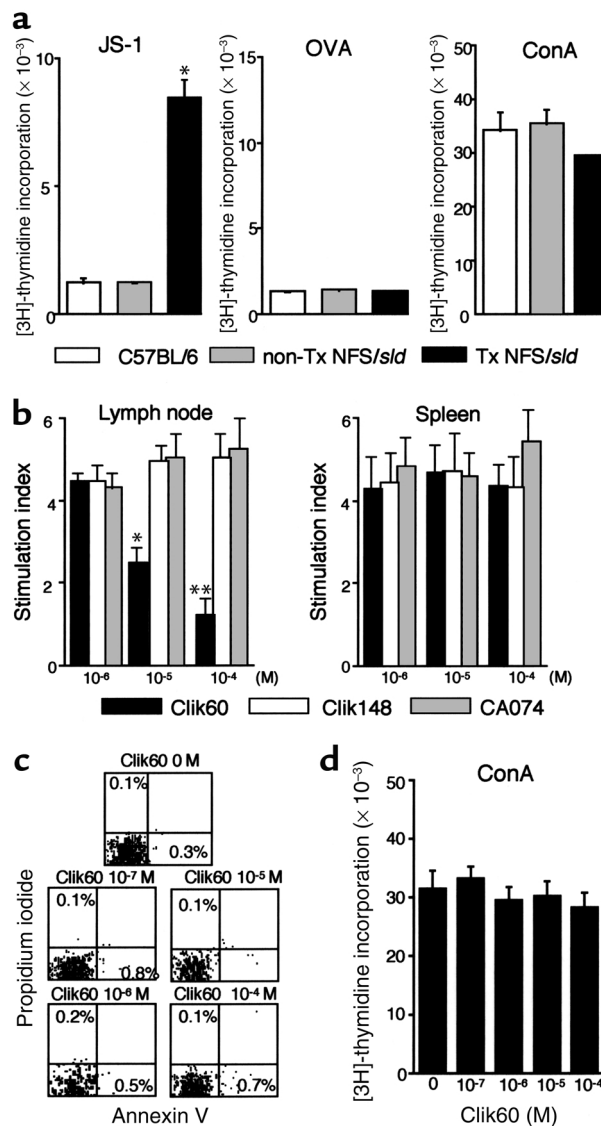 a
JS-1
OVA
ConA
[3H]-thymidine incorporation (× 10⁻³)
10
5
0
[3H]-thymidine incorporation (× 10⁻³)
15
10
5
0
[3H]-thymidine incorporation (× 10⁻³)
50
40
30
20
10
0
*
C57BL/6 non-Tx NFS/sld Tx NFS/sld
b
Lymph node
Spleen
Stimulation index
6
4
2
0
*
**
10⁻⁶ 10⁻⁵ 10⁻⁴ (M)
Stimulation index
6
4
2
0
10⁻⁶ 10⁻⁵ 10⁻⁴ (M)
Clik60 Clik148 CA074
c
Clik60 0 M
0.1%
0.3%
Clik60 10⁻⁷ M
0.1%
0.8%
Clik60 10⁻⁵ M
0.1%
Clik60 10⁻⁶ M
0.2%
0.5%
Clik60 10⁻⁴ M
0.1%
0.7%
Propidium iodide
Annexin V
d
ConA
[3H]-thymidine incorporation (× 10⁻³)
50
40
30
20
10
0
0 10⁻⁷ 10⁻⁶ 10⁻⁵ 10⁻⁴
Clik60 (M)